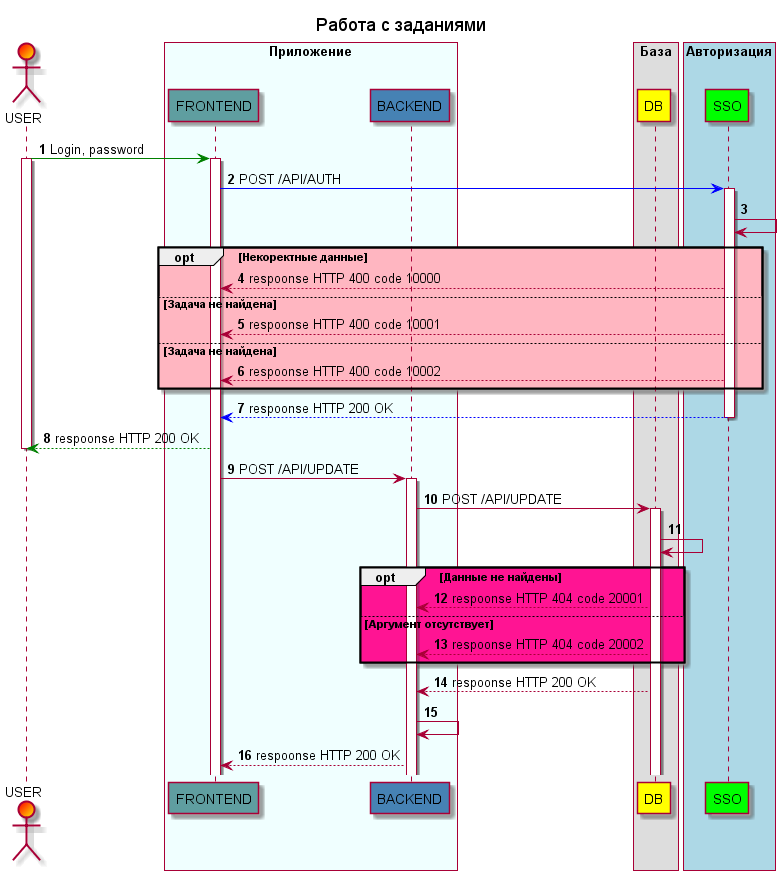 Работа с заданиями
Приложение
База
Авторизация
USER
FRONTEND
BACKEND
DB
SSO
1 Login, password
2 POST /API/AUTH
3
opt [Некоректные данные]
4 respoonse HTTP 400 code 10000
[Задача не найдена]
5 respoonse HTTP 400 code 10001
[Задача не найдена]
6 respoonse HTTP 400 code 10002
7 respoonse HTTP 200 OK
8 respoonse HTTP 200 OK
9 POST /API/UPDATE
10 POST /API/UPDATE
11
opt [Данные не найдены]
12 respoonse HTTP 404 code 20001
[Аргумент отсутствует]
13 respoonse HTTP 404 code 20002
14 respoonse HTTP 200 OK
15
16 respoonse HTTP 200 OK
USER
FRONTEND
BACKEND
DB
SSO